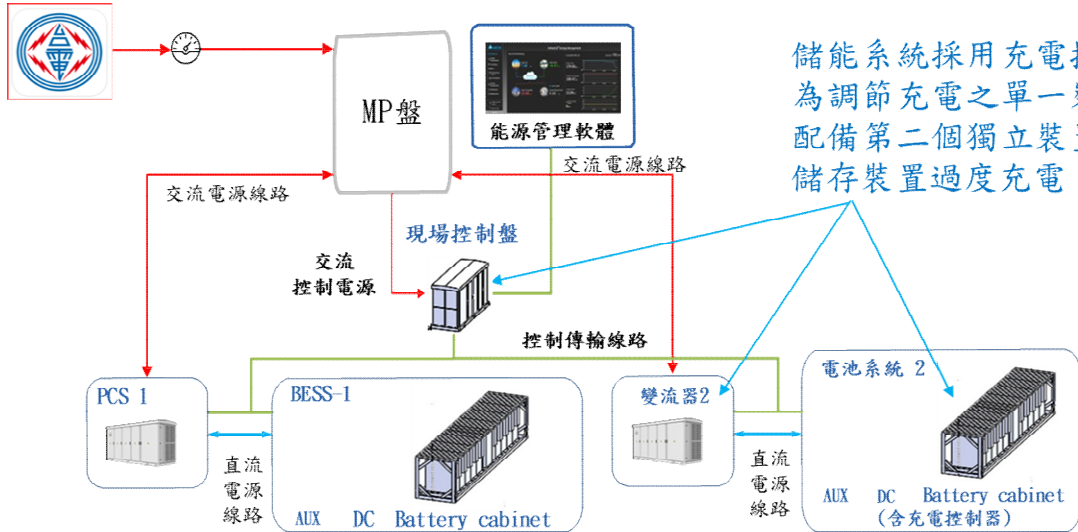 台電
儲能系統採用充電
為調節充電之單一
配備第二個獨立裝
儲存裝置過度充電
MP盤
能源管理軟體
交流電源線路
交流電源線路
現場控制盤
交流
控制電源
控制傳輸線路
PCS 1
BESS-1
變流器2
電池系統 2
直流
電源
線路
直流
電源
線路
AUX DC Battery cabinet
AUX DC Battery cabinet
(含充電控制器)